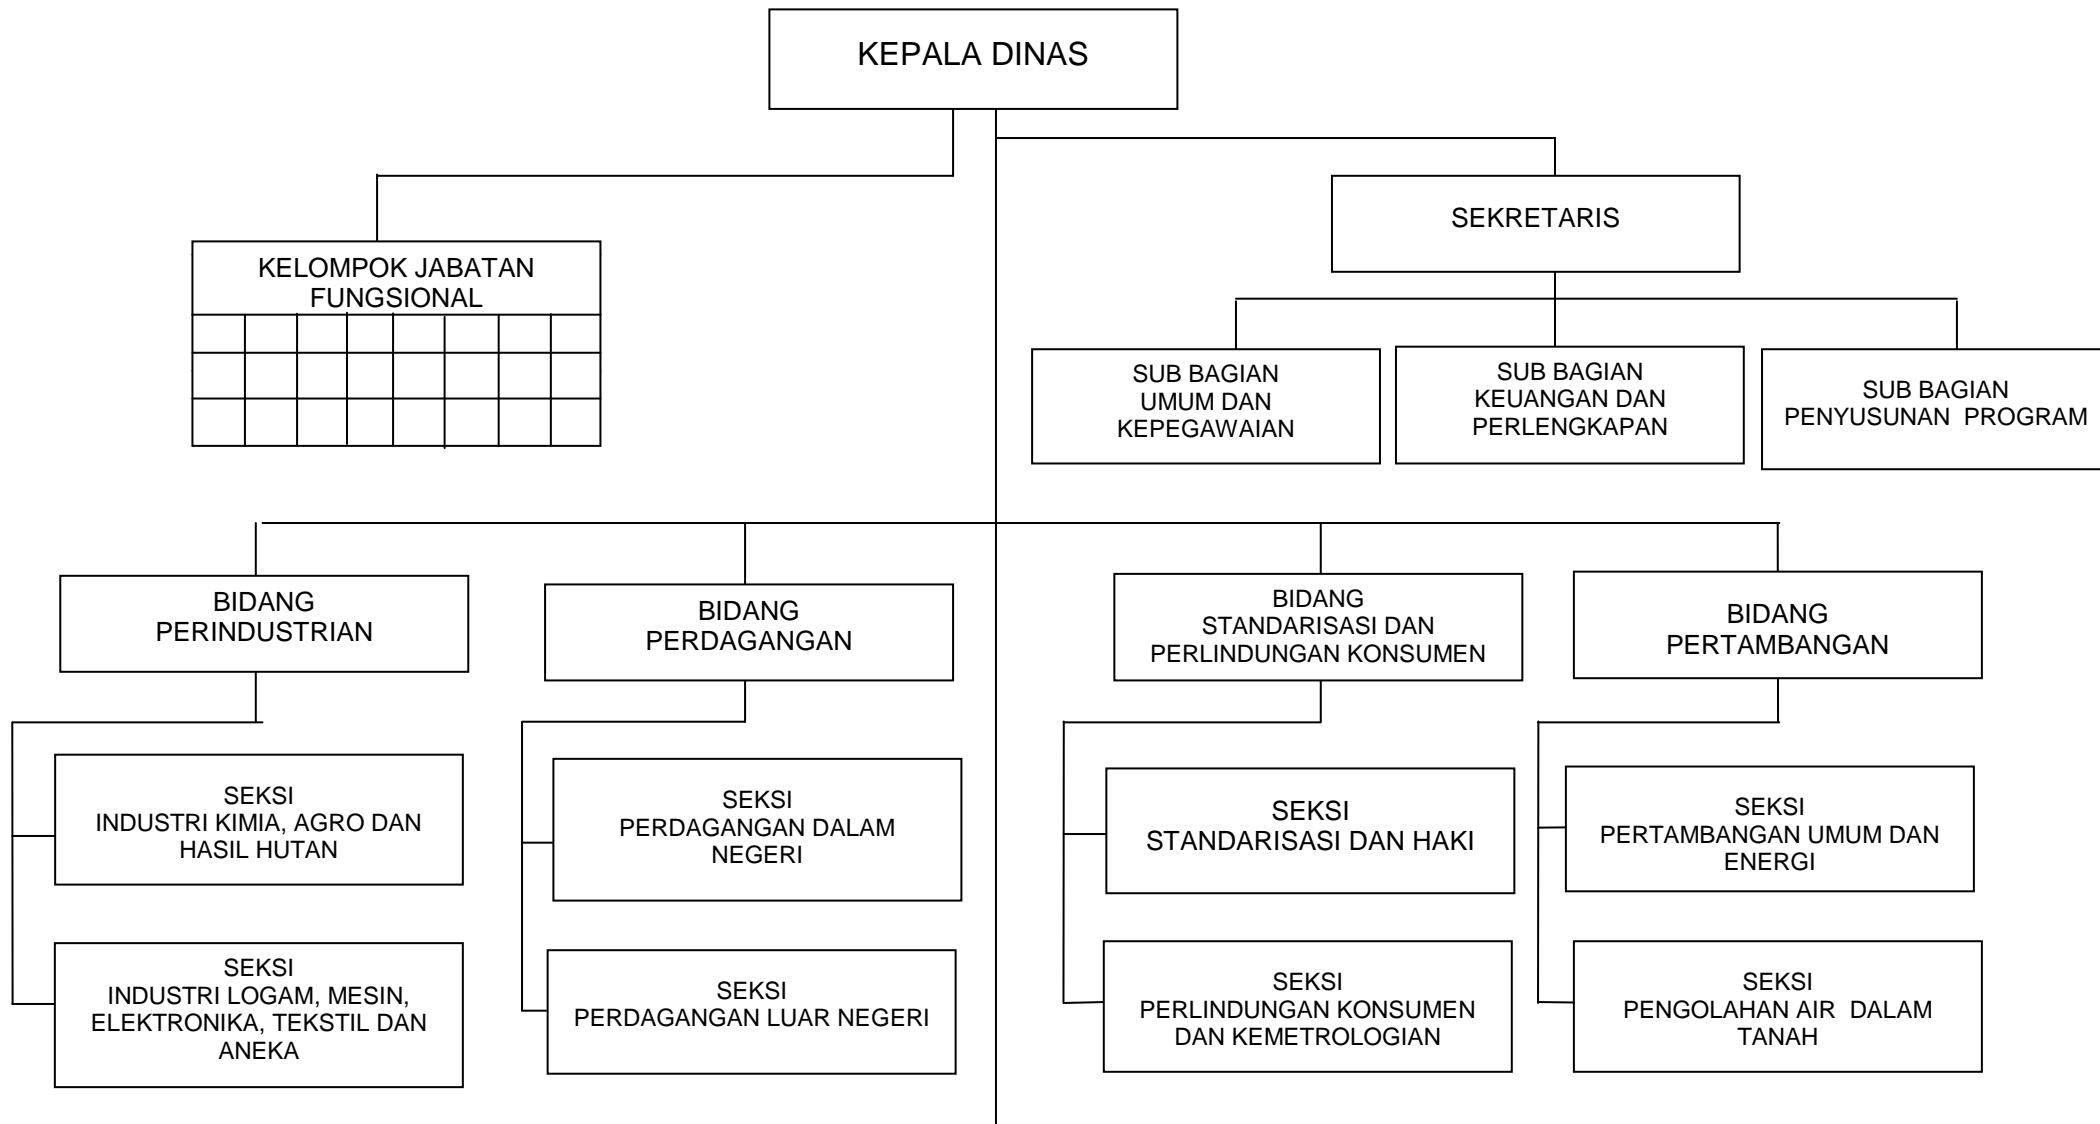 KEPALA DINAS
SEKRETARIS
KELOMPOK JABATAN
FUNGSIONAL
SUB BAGIAN
UMUM DAN
KEPEGAWAIAN
SUB BAGIAN
KEUANGAN DAN
PERLENGKAPAN
SUB BAGIAN
PENYUSUNAN PROGRAM
BIDANG
PERINDUSTRIAN
BIDANG
PERDAGANGAN
BIDANG
STANDARISASI DAN
PERLINDUNGAN KONSUMEN
BIDANG
PERTAMBANGAN
SEKSI
INDUSTRI KIMIA, AGRO DAN
HASIL HUTAN
SEKSI
PERDAGANGAN DALAM
NEGERI
SEKSI
STANDARISASI DAN HAKI
SEKSI
PERTAMBANGAN UMUM DAN
ENERGI
SEKSI
INDUSTRI LOGAM, MESIN,
ELEKTRONIKA, TEKSTIL DAN
ANEKA
SEKSI
PERDAGANGAN LUAR NEGERI
SEKSI
PERLINDUNGAN KONSUMEN
DAN KEMETROLOGIAN
SEKSI
PENGOLAHAN AIR DALAM
TANAH